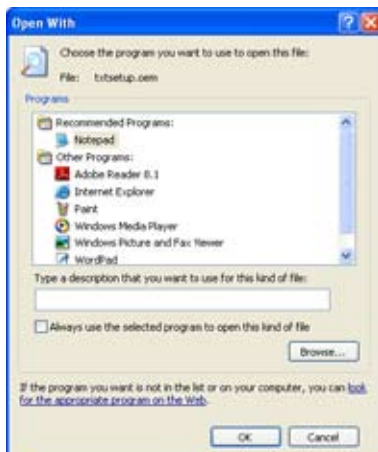 Open With
Choose the program you want to use to open this file:
File: txtsetup.oem
Programs
Recommended Programs:
Notepad
Other Programs:
Adobe Reader 8.1
Internet Explorer
Paint
Windows Media Player
Windows Picture and Fax Viewer
WordPad
Type a description that you want to use for this kind of file:
Always use the selected program to open this kind of file
Browse...
If the program you want is not in the list or on your computer, you can look
for the appropriate program on the Web.
OK Cancel